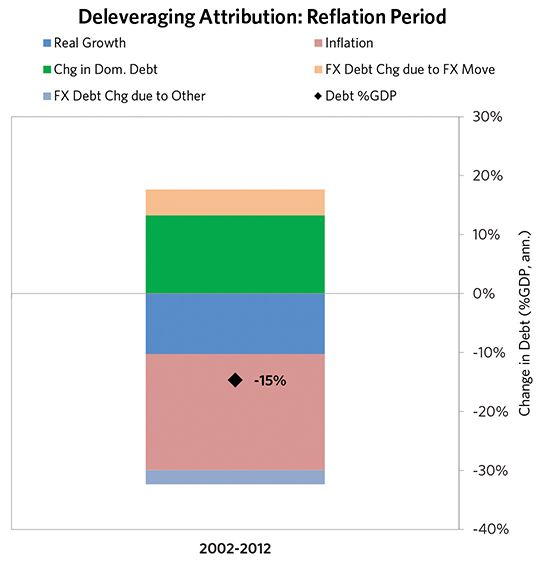 Deleveraging Attribution: Reflation Period
Real Growth
Inflation
Chg in Dom. Debt
FX Debt Chg due to FX Move
FX Debt Chg due to Other
Debt %GDP
30%
20%
10%
0%
-10%
-20%
-30%
-40%
Change in Debt (%GDP, ann.)
-15%
2002-2012